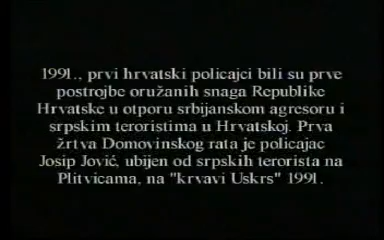 1991., prvi hrvatski policajci bili su prve
postrojbe oružanih snaga Republike
Hrvatske u otporu srbijanskom agresoru i
srpskim teroristima u Hrvatskoj. Prva
žrtva Domovinskog rata je policajac
Josip Jović, ubijen od srpskih terorista na
Plitvicama, na "krvavi Uskrs" 1991.